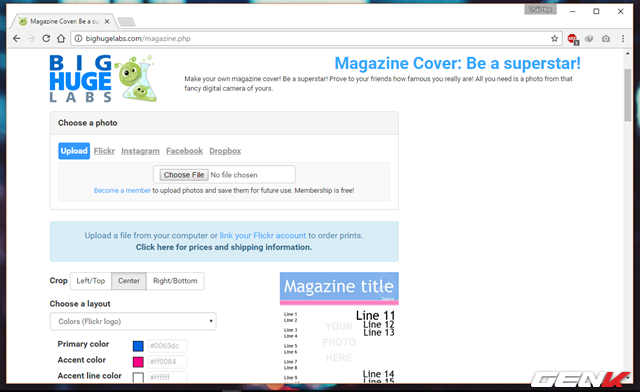 Magazine Cover: Be a su
bighugelabs.com/magazine.php
BIG
HUGE
LABS
Magazine Cover: Be a superstar!
Make your own magazine cover! Be a superstar! Prove to your friends how famous you really are! All you need is a photo from that
fancy digital camera of yours.
Choose a photo
Upload Flickr Instagram Facebook Dropbox
Choose File No file chosen
Become a member to upload photos and save them for future use. Membership is free!
Upload a file from your computer or link your Flickr account to order prints.
Click here for prices and shipping information.
Crop Left/Top Center Right/Bottom
Choose a layout
Colors (Flickr logo)
Primary color #0063dc
Accent color #ff0084
Accent line color #ffffff
Magazine title
Line 1
Line 2
Line 3
Line 4
Line 5
Line 6
Line 7
Line 8
Line 11
Line 12
Line 13
YOUR
PHOTO
HERE
Line 14
Line 15
GENK